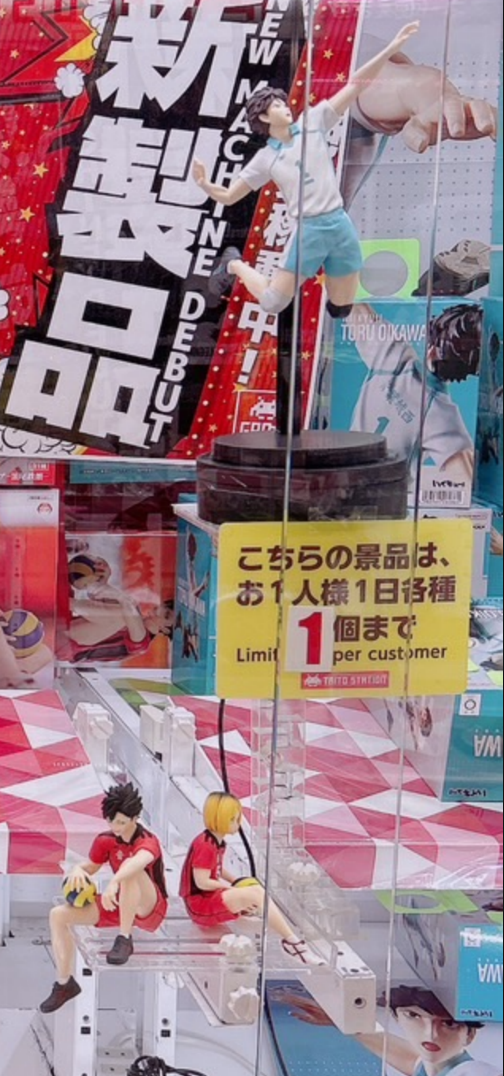 新製品
NEW MACHINE DEBUT
稼働中!
TORU OIKAWA
こちらの景品は、
お1人様1日各種
1個まで
Limit per customer
TAITO STATION